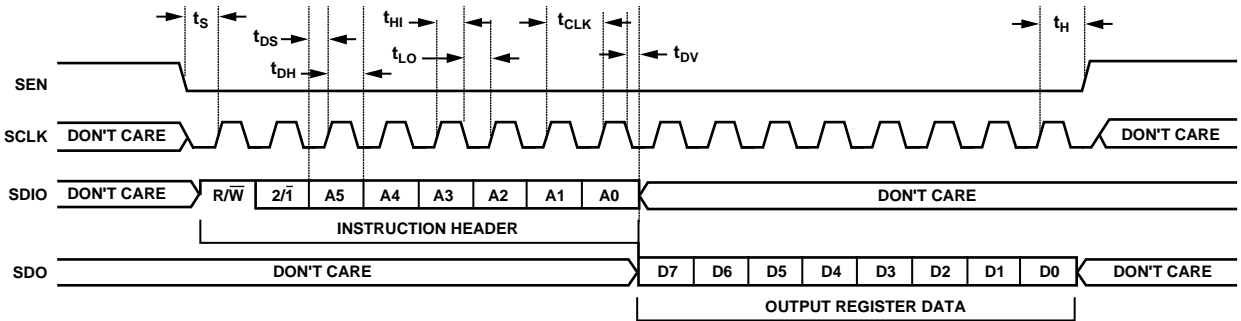 tS
tDS
tDH
tHI
tLO
tCLK
tDV
tH
SEN
SCLK DON'T CARE DON'T CARE
SDIO DON'T CARE R/W̅ 2/1̅ A5 A4 A3 A2 A1 A0 DON'T CARE
INSTRUCTION HEADER
SDO DON'T CARE D7 D6 D5 D4 D3 D2 D1 D0 DON'T CARE
OUTPUT REGISTER DATA